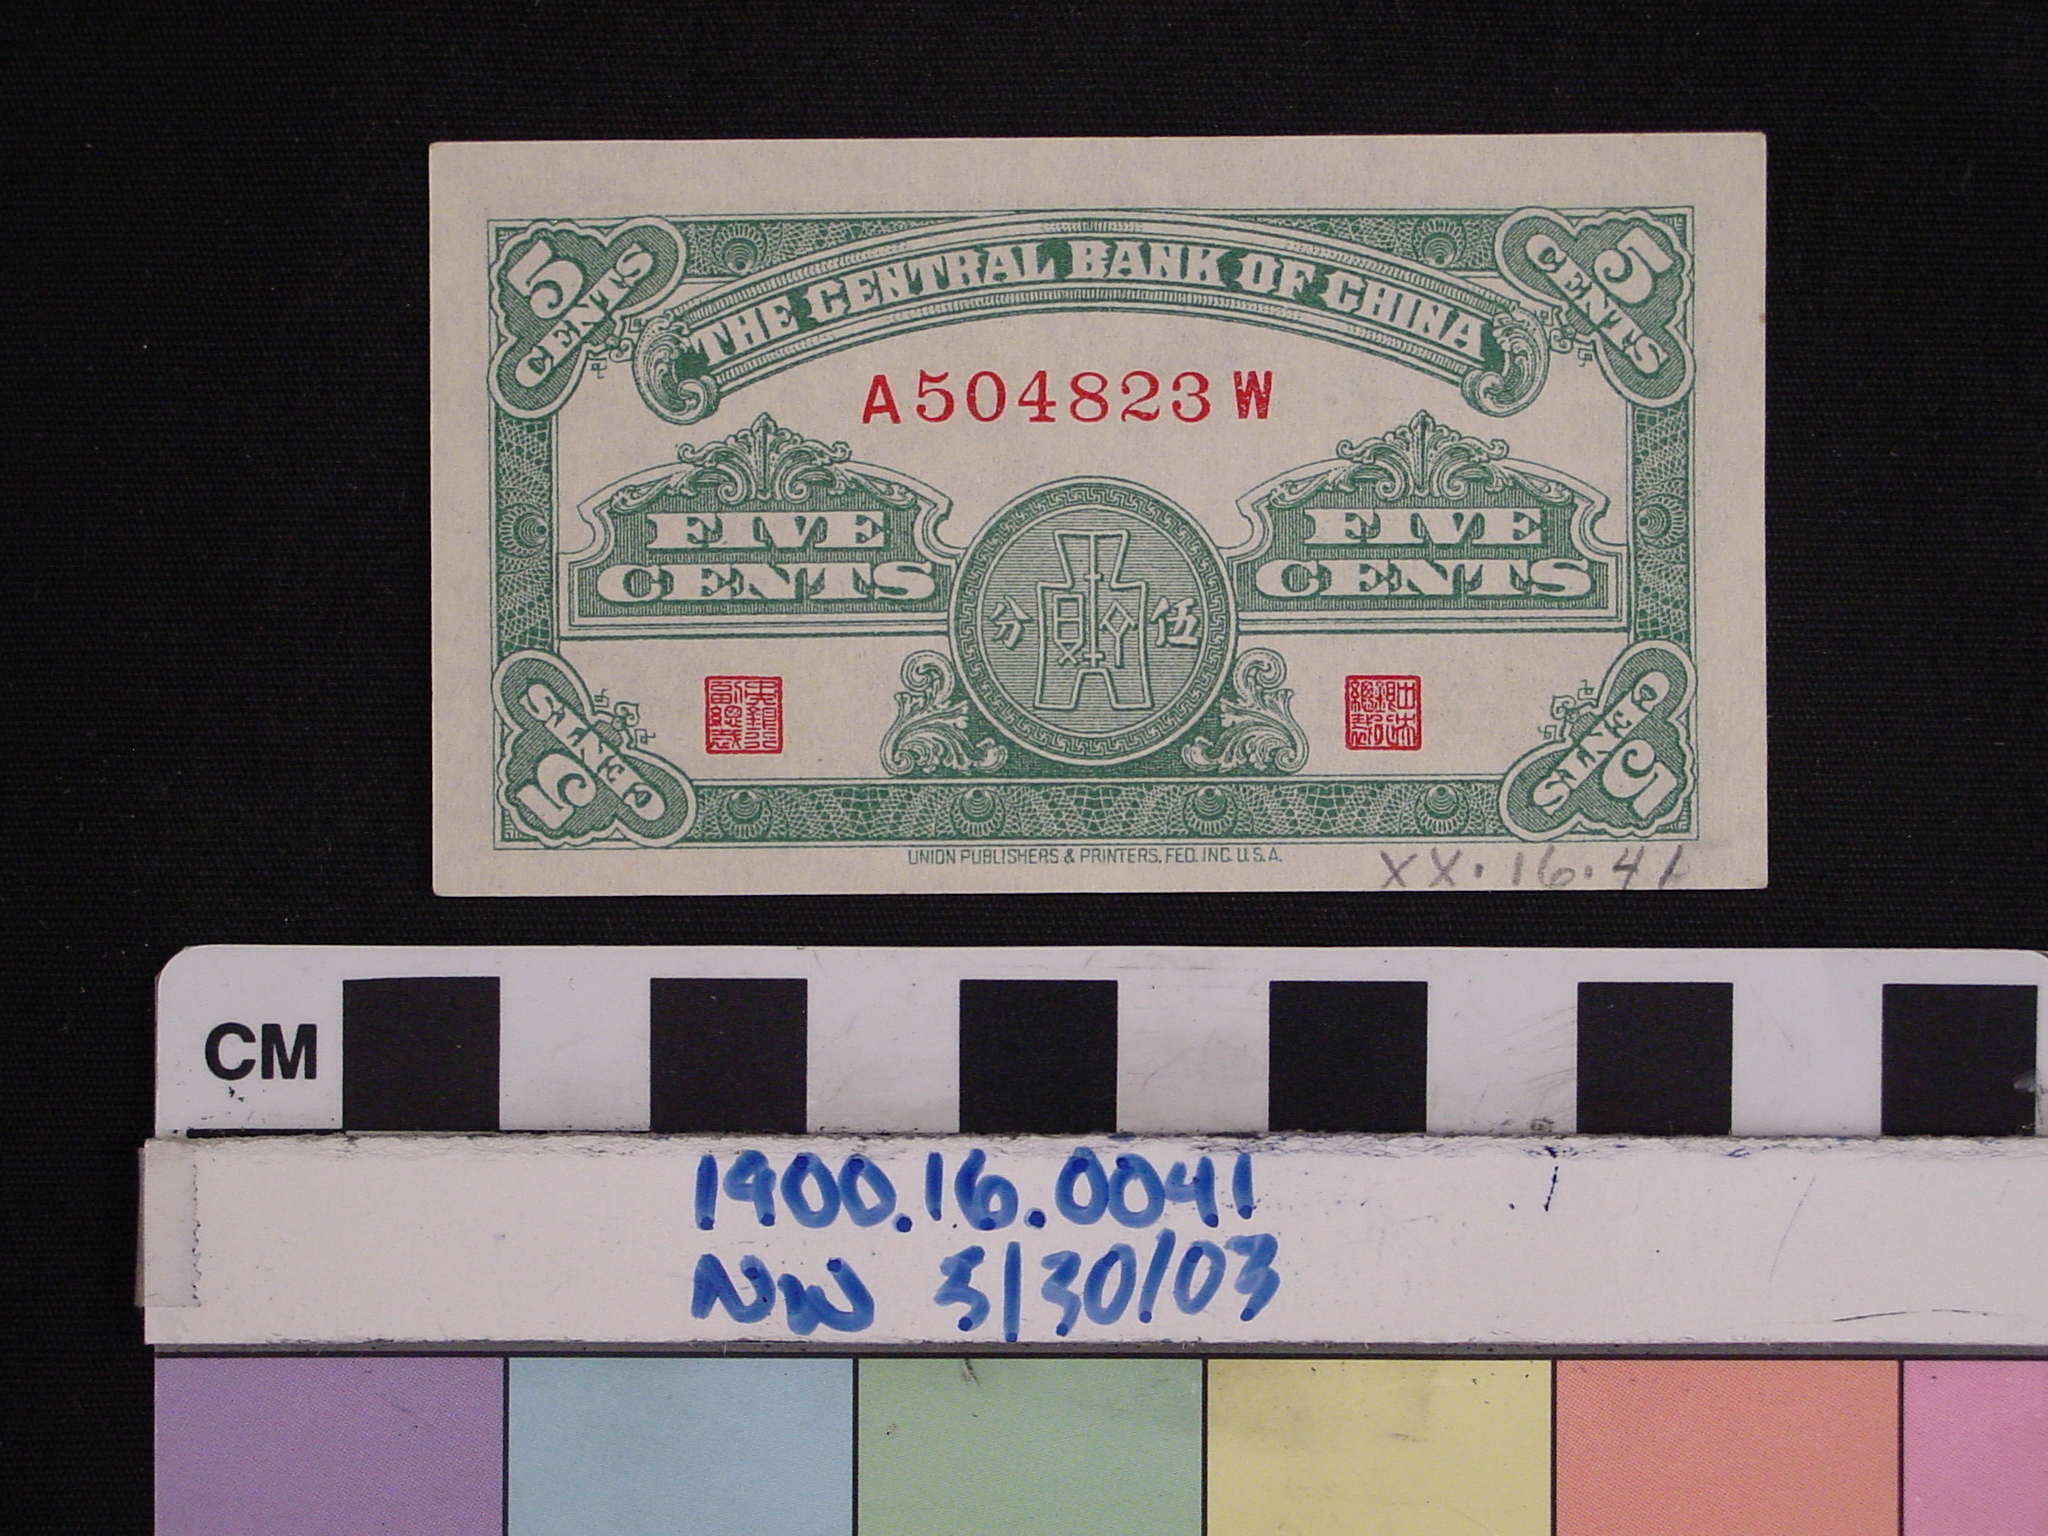 5 CENTS
THE CENTRAL BANK OF CHINA
5 CENTS
A504823W
FIVE CENTS
FIVE CENTS
分 伍
5 CENTS
5 CENTS
UNION PUBLISHERS & PRINTERS, FED. INC. U.S.A.
XX.16.41
CM
1900.16.0041
NW 5/30/03